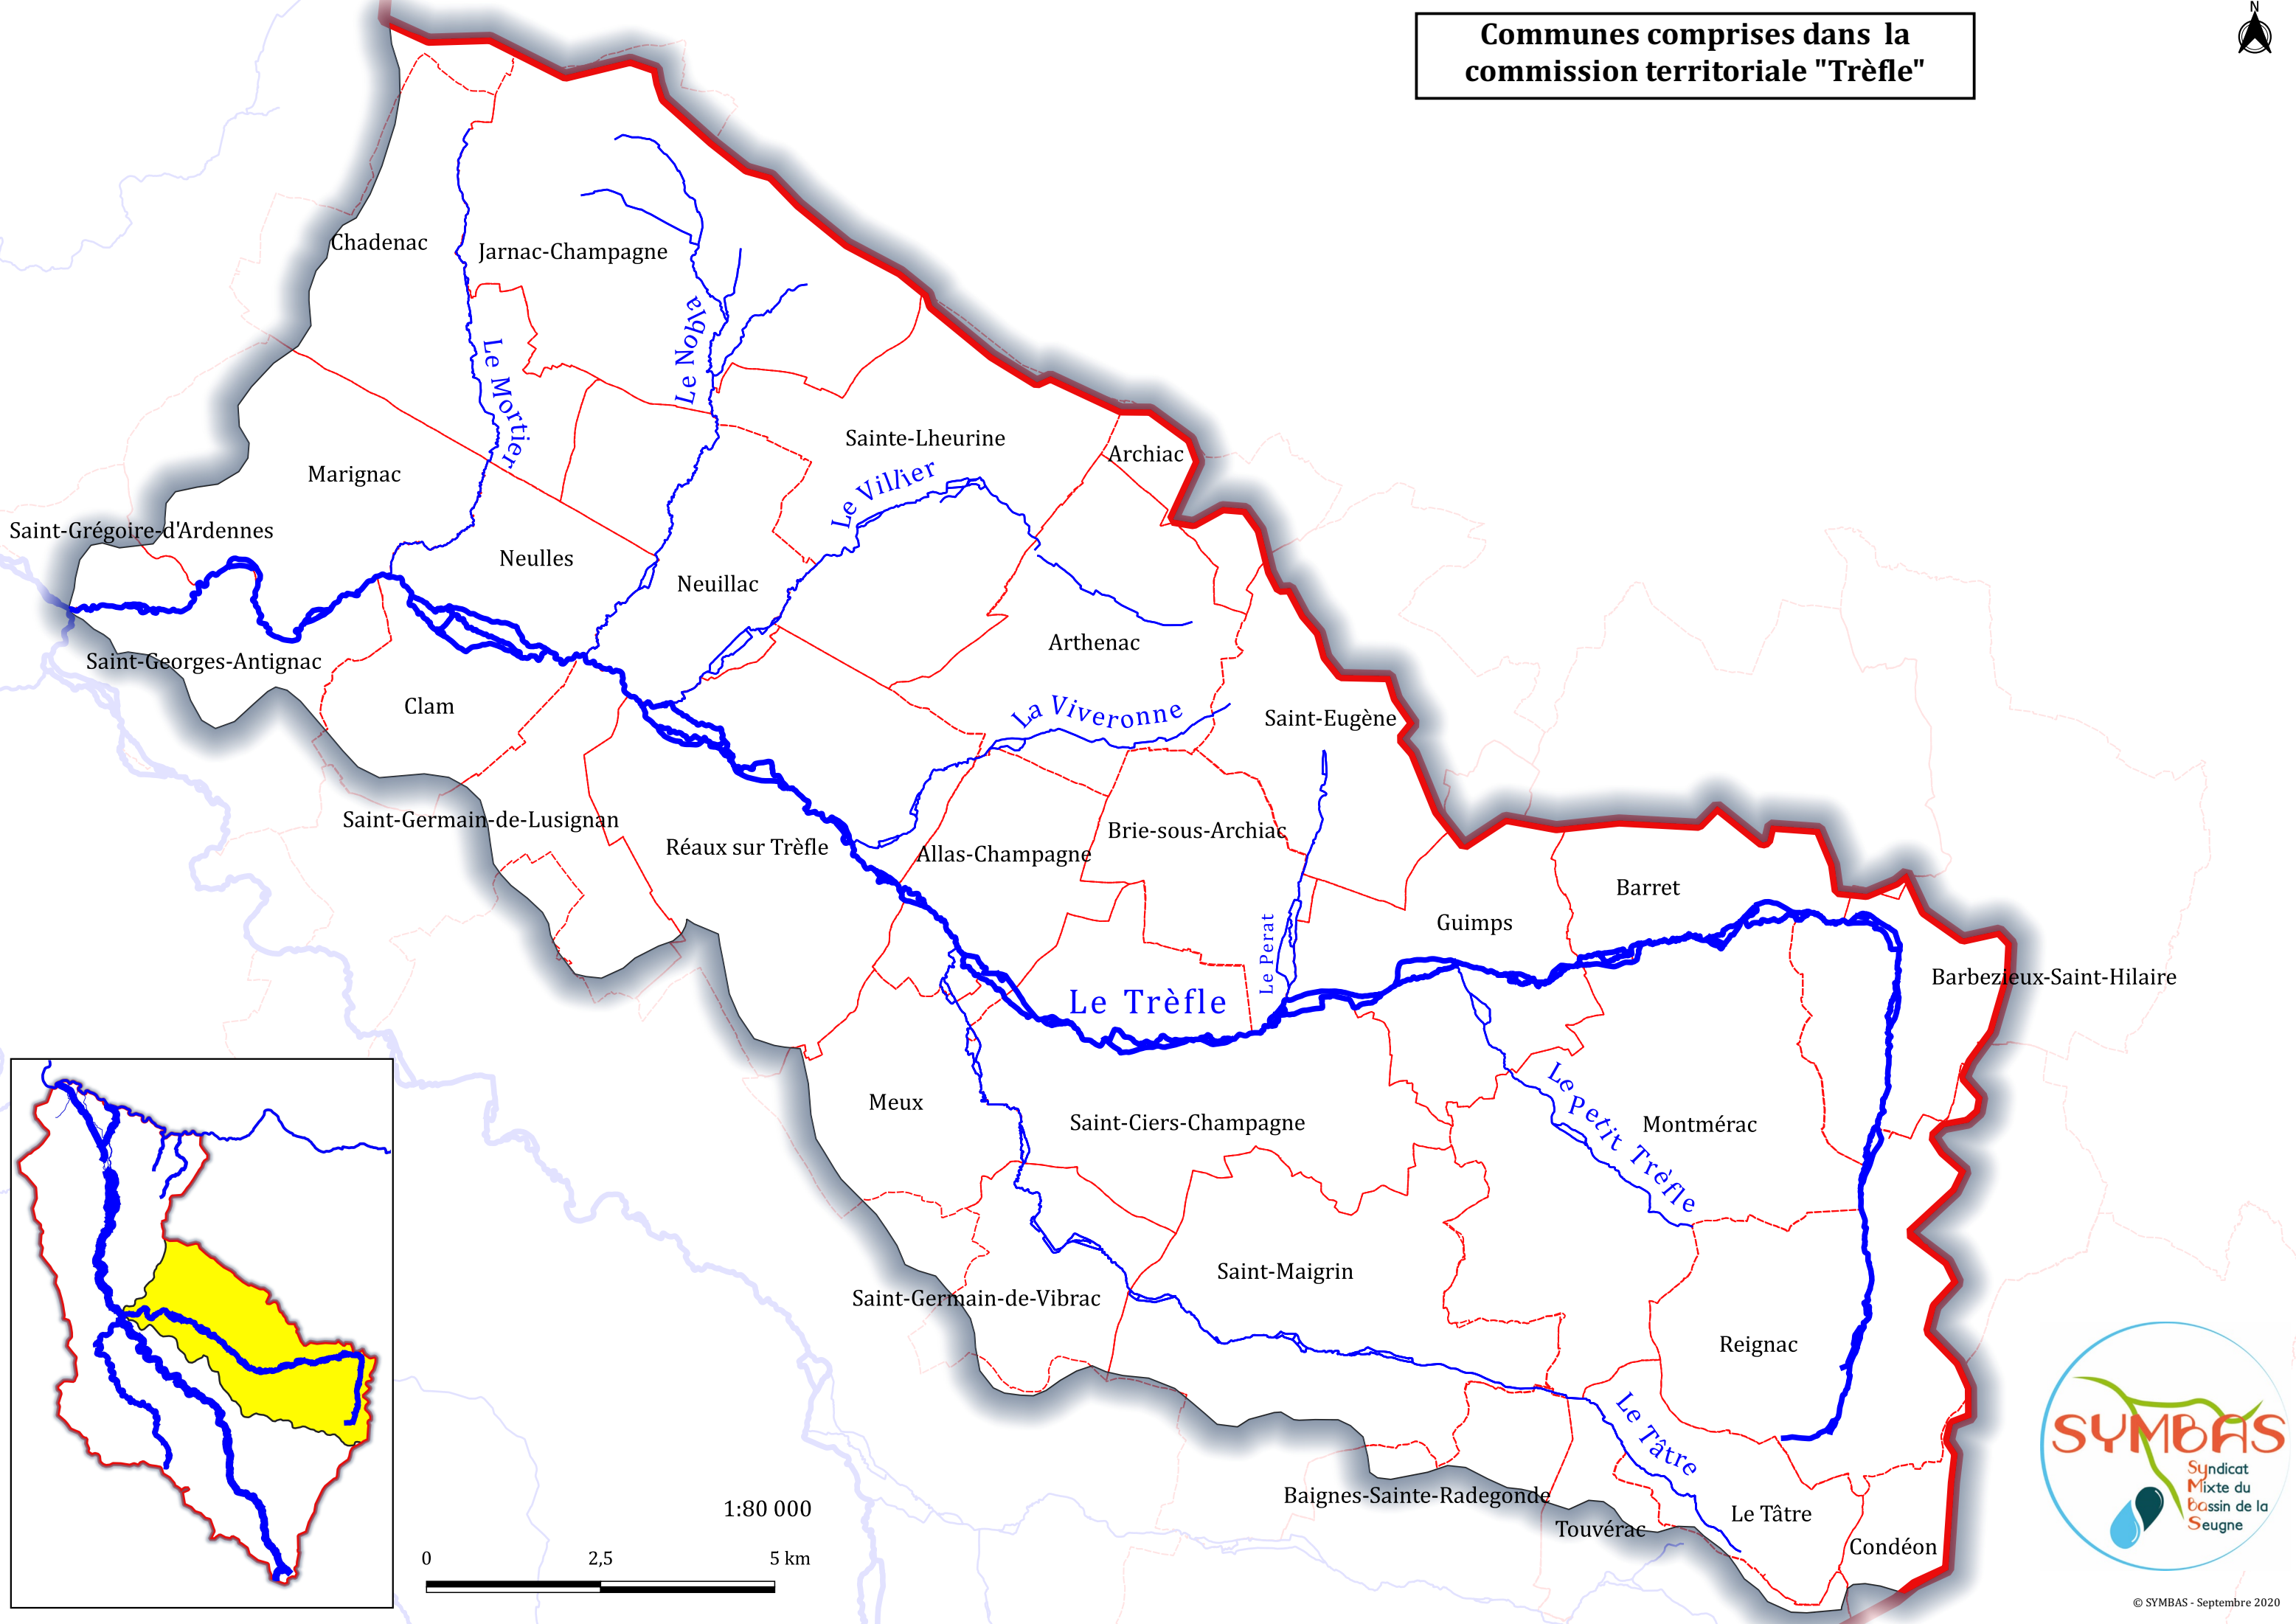 Communes comprises dans la
commission territoriale "Trèfle"
N
Chadenac
Jarnac-Champagne
Le Nobla
Le Mortier
Sainte-Lheurine
Archiac
Marignac
Le Villier
Saint-Grégoire-d'Ardennes
Neulles
Neuillac
Arthenac
Saint-Georges-Antignac
Clam
La Viveronne
Saint-Eugène
Saint-Germain-de-Lusignan
Réaux sur Trèfle
Allas-Champagne
Brie-sous-Archiac
Barret
Guimps
Le Perat
Barbezieux-Saint-Hilaire
Le Trèfle
Meux
Saint-Ciers-Champagne
Le Petit Trèfle
Montmérac
Saint-Maigrin
Saint-Germain-de-Vibrac
Reignac
Le Tâtre
Baignes-Sainte-Radegonde
Touvérac
Le Tâtre
Condéon
1:80 000
0 2,5 5 km
SYMBAS
Syndicat
Mixte du
Bassin de la
Seugne
© SYMBAS - Septembre 2020